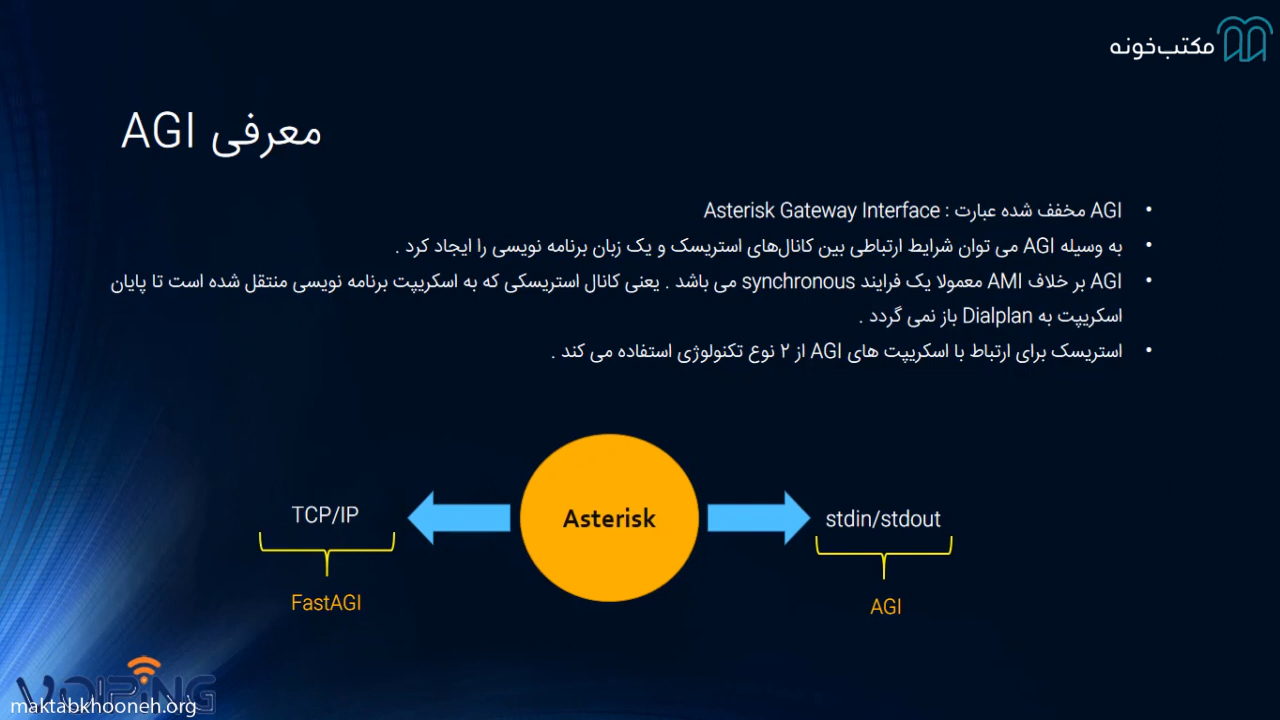 مکتب‌خونه
معرفی AGI
• AGI مخفف شده عبارت : Asterisk Gateway Interface
• به وسیله AGI می توان شرایط ارتباطی بین کانال‌های استریسک و یک زبان برنامه نویسی را ایجاد کرد .
• AGI بر خلاف AMI معمولا یک فرایند synchronous می باشد . یعنی کانال استریسکی که به اسکریپت برنامه نویسی منتقل شده است تا پایان
اسکریپت به Dialplan باز نمی گردد .
• استریسک برای ارتباط با اسکریپت های AGI از ۲ نوع تکنولوژی استفاده می کند .
TCP/IP
Asterisk
stdin/stdout
FastAGI
AGI
VOIPING
maktabkhooneh.org